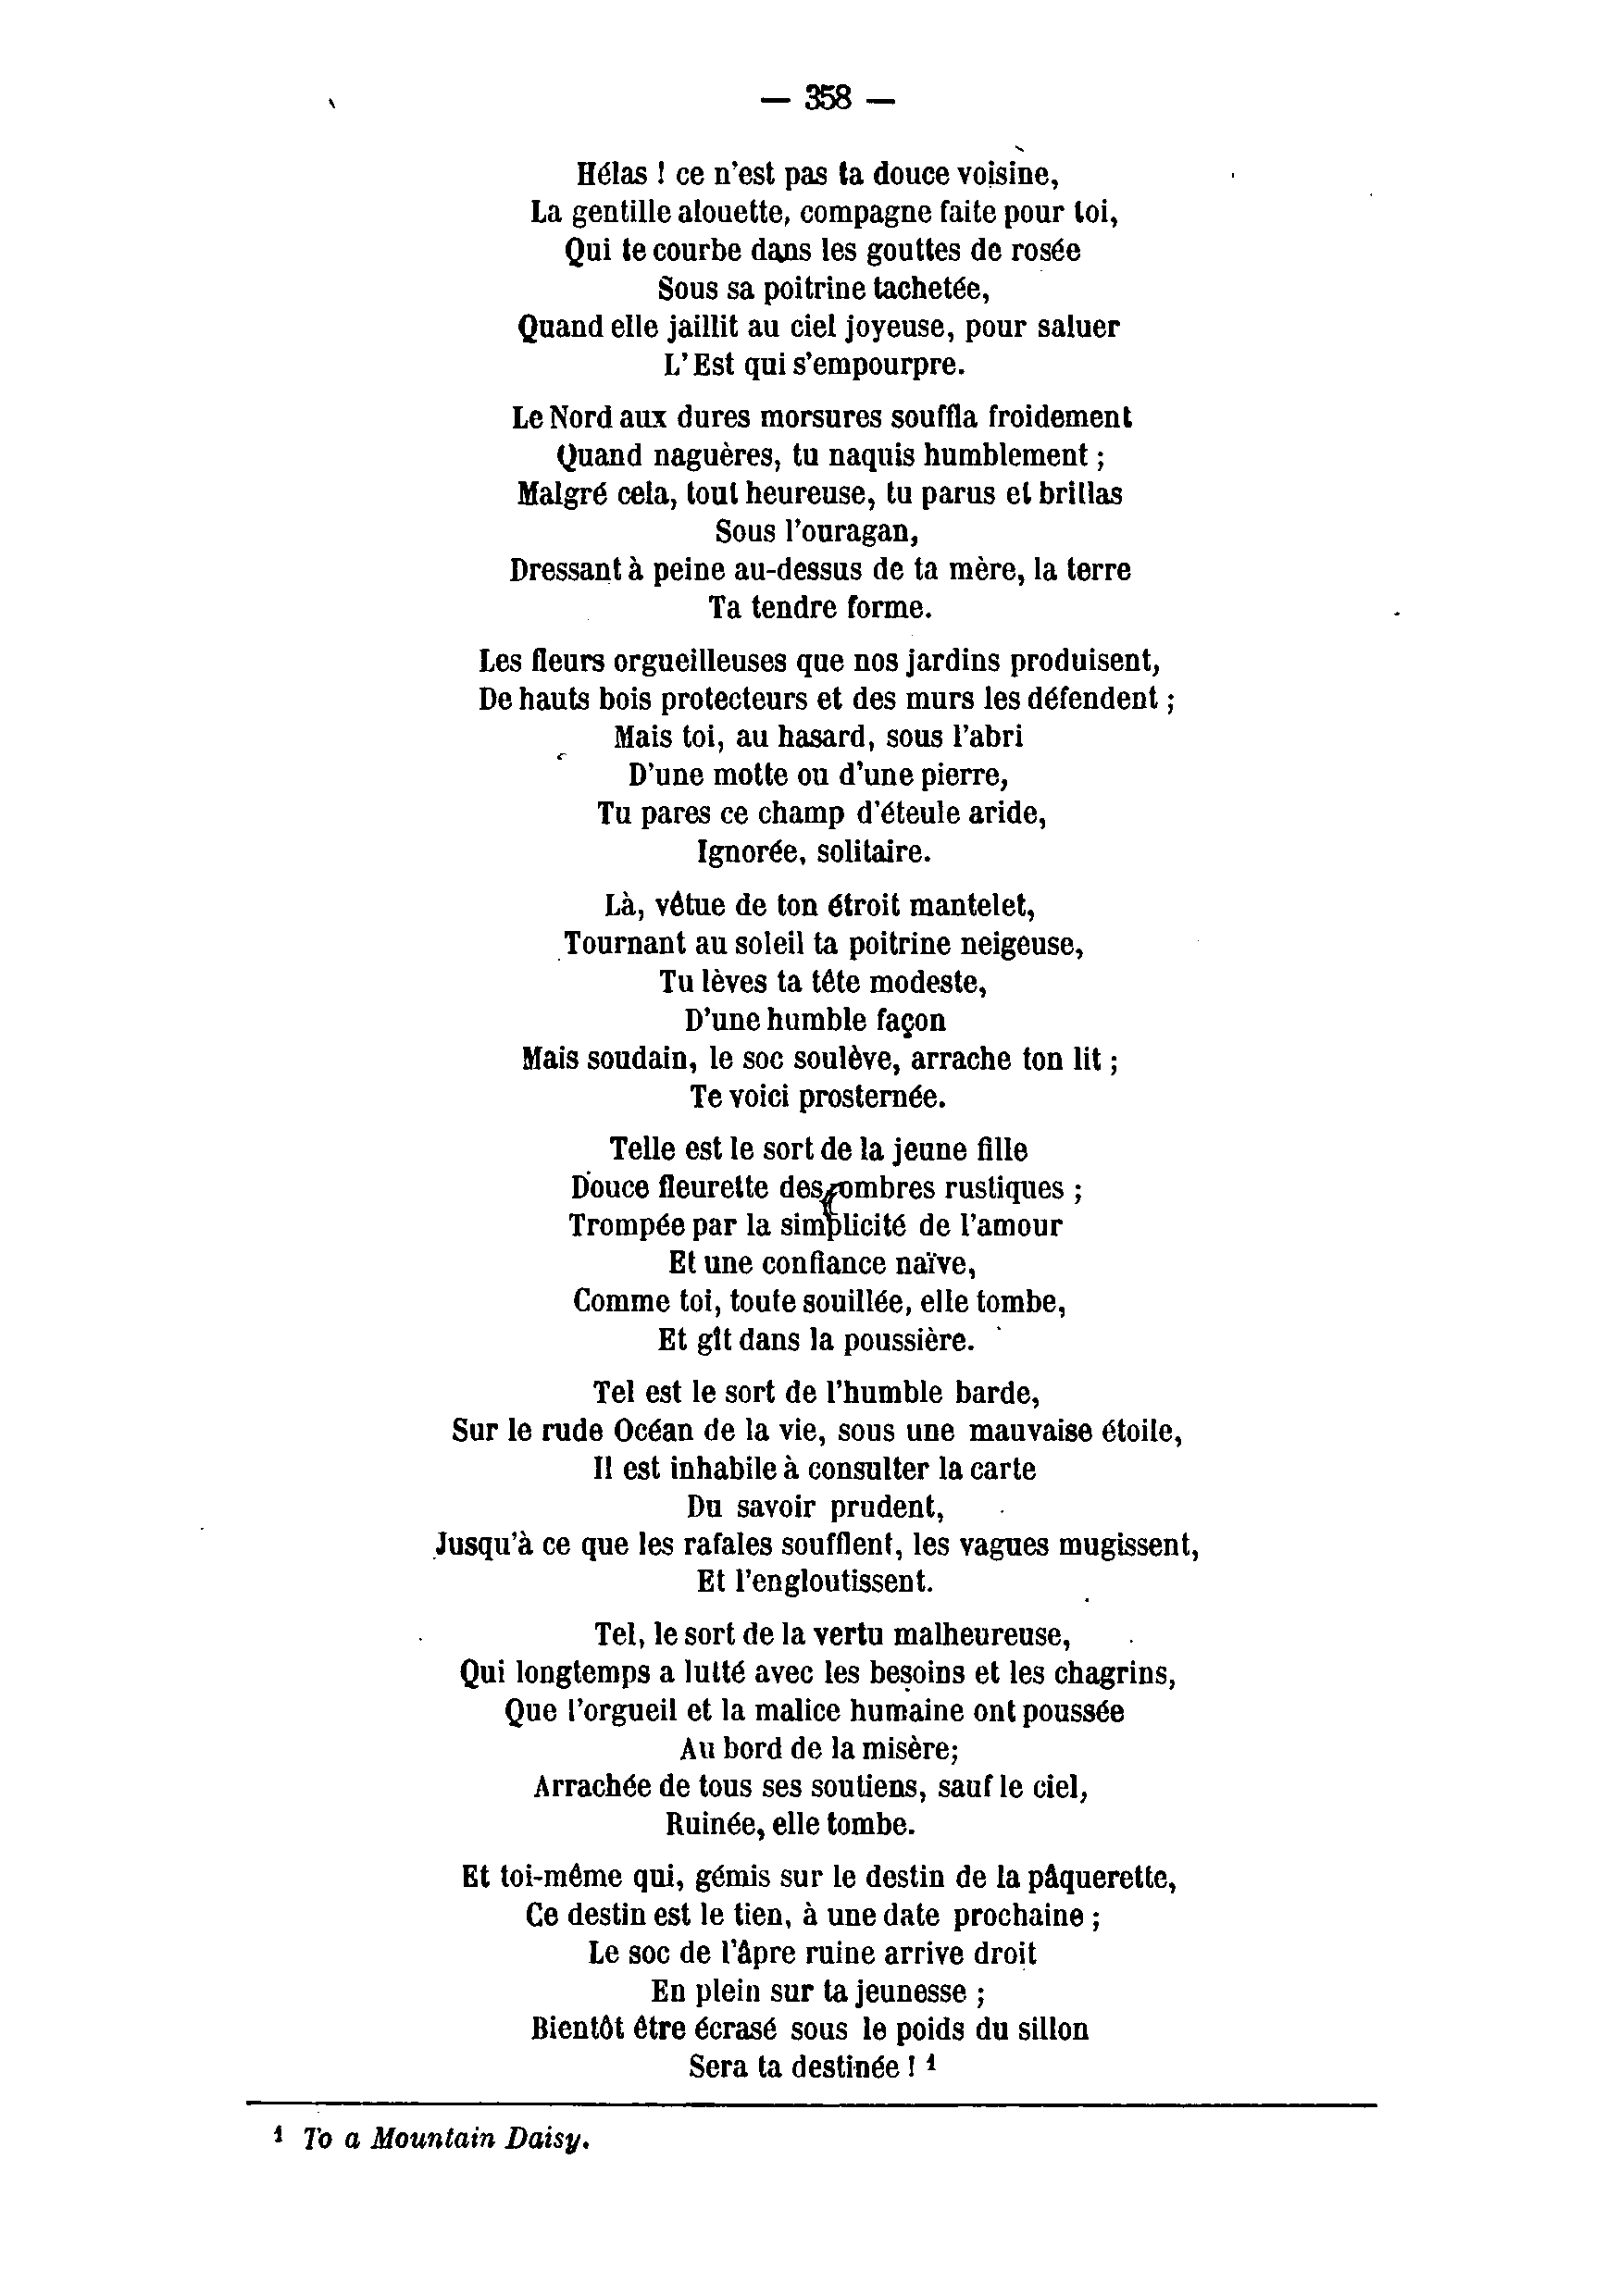 — 358 —
Hélas ! ce n'est pas ta douce voisine,
La gentille alouette, compagne faite pour toi,
Qui te courbe dans les gouttes de rosée
Sous sa poitrine tachetée,
Quand elle jaillit au ciel joyeuse, pour saluer
L'Est qui s'empourpre.
Le Nord aux dures morsures souffla froidement
Quand naguères, tu naquis humblement ;
Malgré cela, tout heureuse, tu parus et brillas
Sous l'ouragan,
Dressant à peine au-dessus de ta mère, la terre
Ta tendre forme.
Les fleurs orgueilleuses que nos jardins produisent,
De hauts bois protecteurs et des murs les défendent ;
Mais toi, au hasard, sous l'abri
D'une motte ou d'une pierre,
Tu pares ce champ d'éteule aride,
Ignorée, solitaire.
Là, vêtue de ton étroit mantelet,
Tournant au soleil ta poitrine neigeuse,
Tu lèves ta tête modeste,
D'une humble façon
Mais soudain, le soc soulève, arrache ton lit ;
Te voici prosternée.
Telle est le sort de la jeune fille
Douce fleurette des ombres rustiques ;
Trompée par la simplicité de l'amour
Et une confiance naïve,
Comme toi, toute souillée, elle tombe,
Et gît dans la poussière.
Tel est le sort de l'humble barde,
Sur le rude Océan de la vie, sous une mauvaise étoile,
Il est inhabile à consulter la carte
Du savoir prudent,
Jusqu'à ce que les rafales soufflent, les vagues mugissent,
Et l'engloutissent.
Tel, le sort de la vertu malheureuse,
Qui longtemps a lutté avec les besoins et les chagrins,
Que l'orgueil et la malice humaine ont poussée
Au bord de la misère;
Arrachée de tous ses soutiens, sauf le ciel,
Ruinée, elle tombe.
Et toi-même qui, gémis sur le destin de la pâquerette,
Ce destin est le tien, à une date prochaine ;
Le soc de l'âpre ruine arrive droit
En plein sur ta jeunesse ;
Bientôt être écrasé sous le poids du sillon
Sera ta destinée ! 1
1 To a Mountain Daisy.